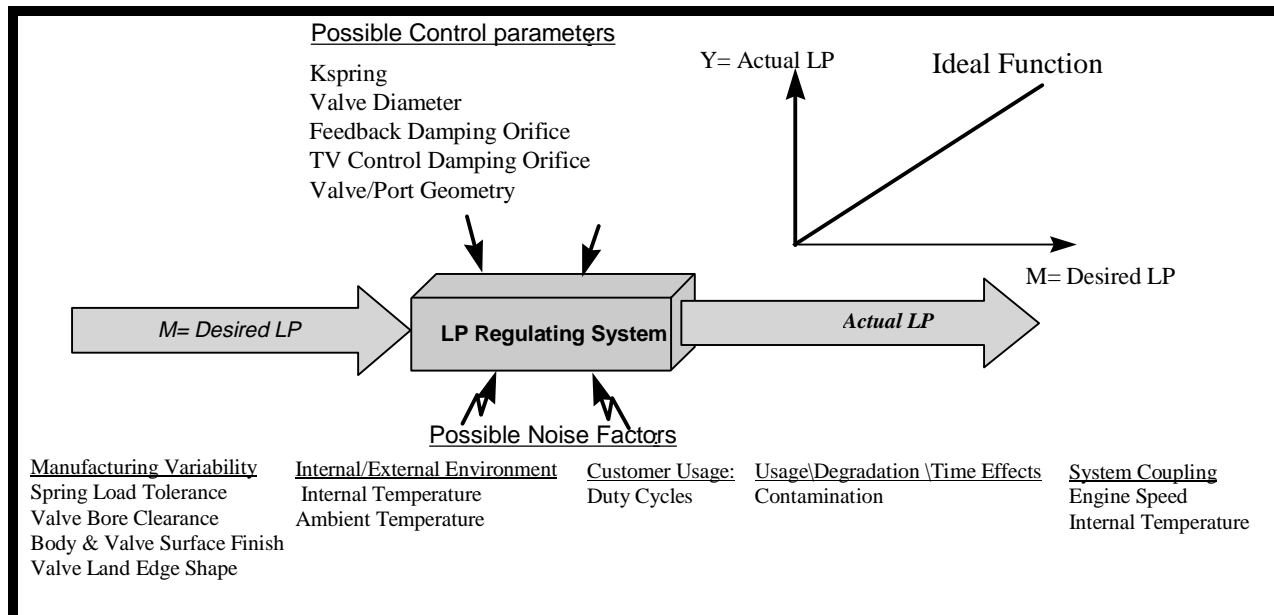 Possible Control parameters
Kspring
Valve Diameter
Feedback Damping Orifice
TV Control Damping Orifice
Valve/Port Geometry
Y= Actual LP
Ideal Function
M= Desired LP
M= Desired LP
LP Regulating System
Actual LP
Possible Noise Factors
Manufacturing Variability
Spring Load Tolerance
Valve Bore Clearance
Body & Valve Surface Finish
Valve Land Edge Shape
Internal/External Environment
Internal Temperature
Ambient Temperature
Customer Usage:
Duty Cycles
Usage\Degradation \Time Effects
Contamination
System Coupling
Engine Speed
Internal Temperature